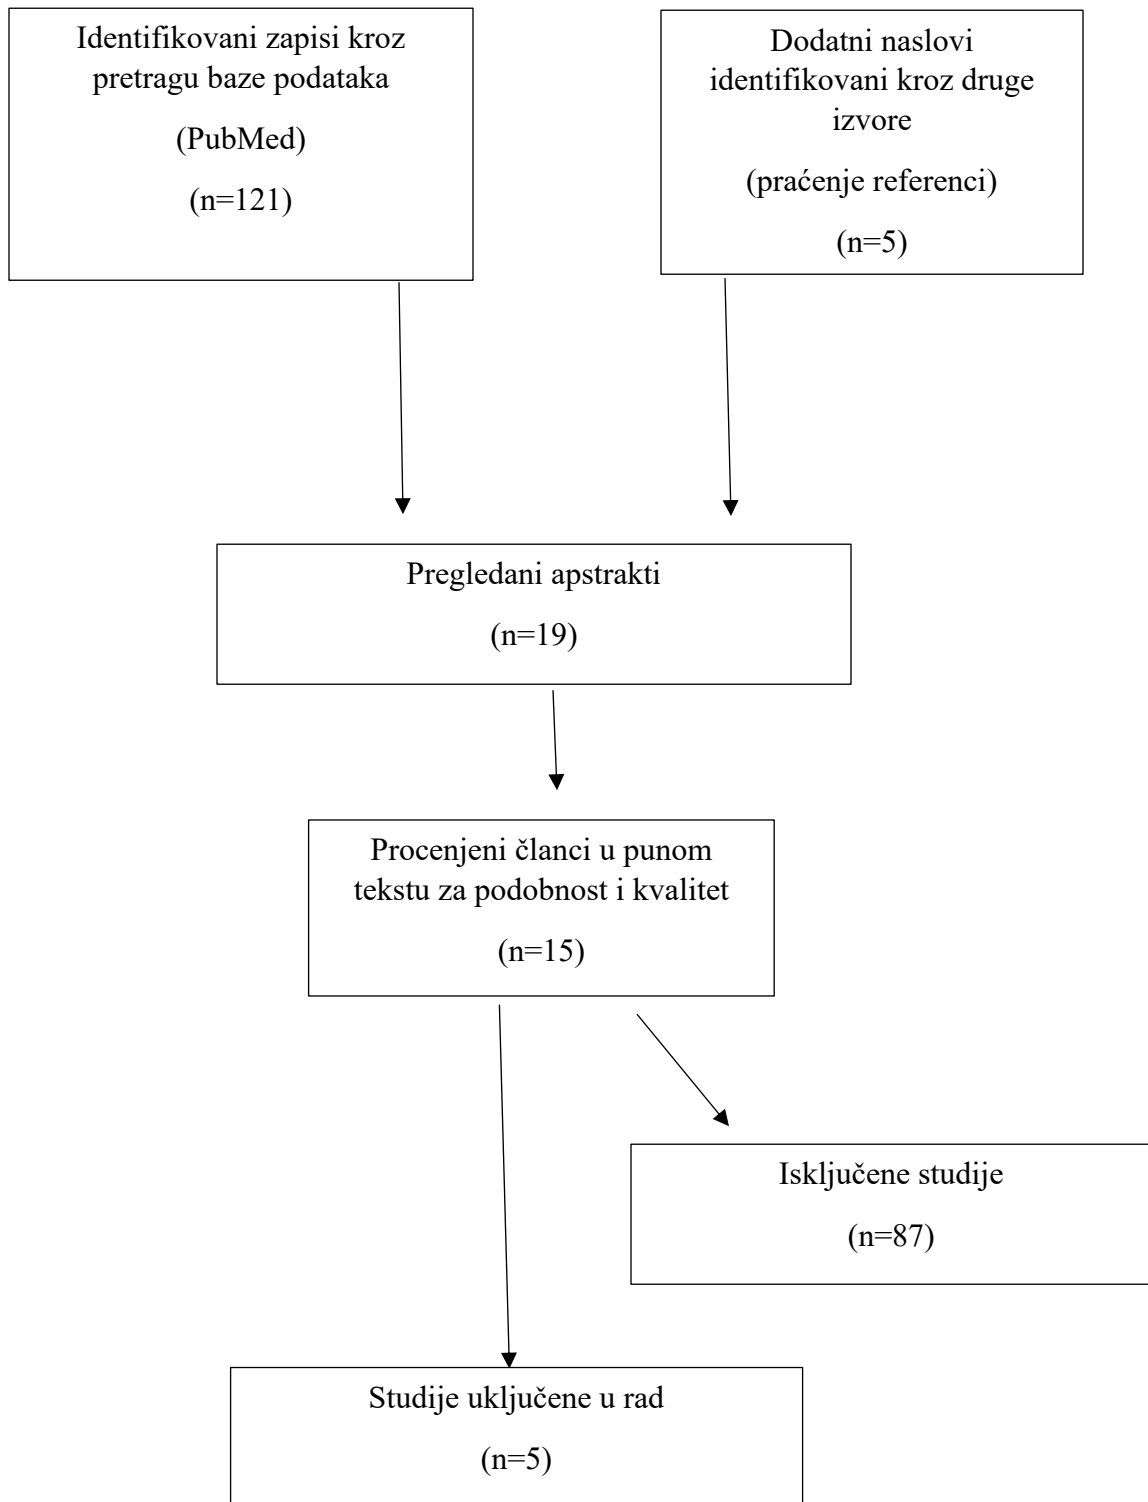 Identifikovani zapisi kroz
pretragu baze podataka
(PubMed)
(n=121)
Dodatni naslovi
identifikovani kroz druge
izvore
(praćenje referenci)
(n=5)
Pregledani apstrakti
(n=19)
Procenjeni članci u punom
tekstu za podobnost i kvalitet
(n=15)
Isključene studije
(n=87)
Studije uključene u rad
(n=5)